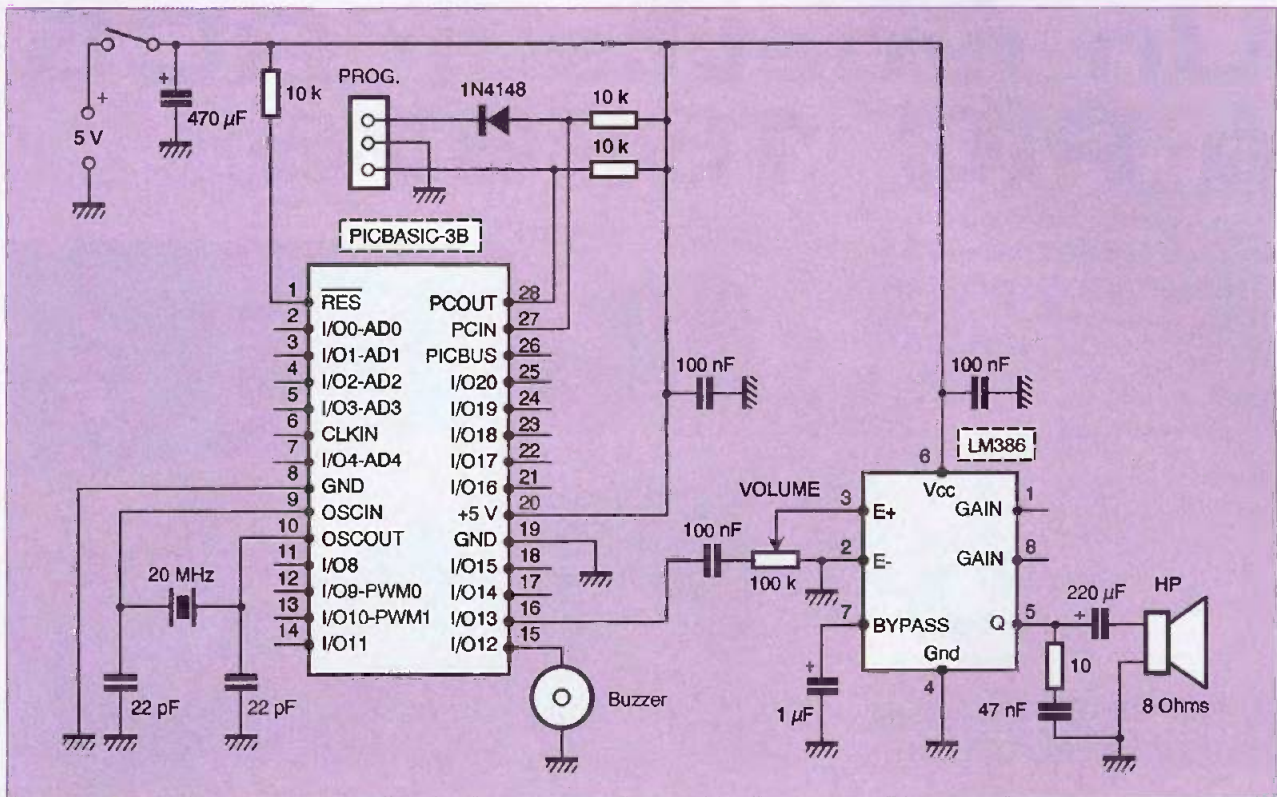 PROG.
1N4148
10 k
10 k
10 k
470 µF
+
+
5 V
PICBASIC-3B
1 RES PCOUT 28
2 I/O0-AD0 PCIN 27
3 I/O1-AD1 PICBUS 26
4 I/O2-AD2 I/O20 25
5 I/O3-AD3 I/O19 24
6 CLKIN I/O18 23
7 I/O4-AD4 I/O17 22
8 GND I/O16 21
9 OSCIN +5 V 20
10 OSCOUT GND 19
11 I/O8 I/O15 18
12 I/O9-PWM0 I/O14 17
13 I/O10-PWM1 I/O13 16
14 I/O11 I/O12 15
20 MHz
22 pF
22 pF
Buzzer
100 nF
100 nF
LM386
VOLUME
100 nF
100 k
6
Vcc
3 E+ GAIN 1
2 E- GAIN 8
7 BYPASS Q 5
Gnd
4
+
1 µF
220 µF
+
HP
10
47 nF
8 Ohms